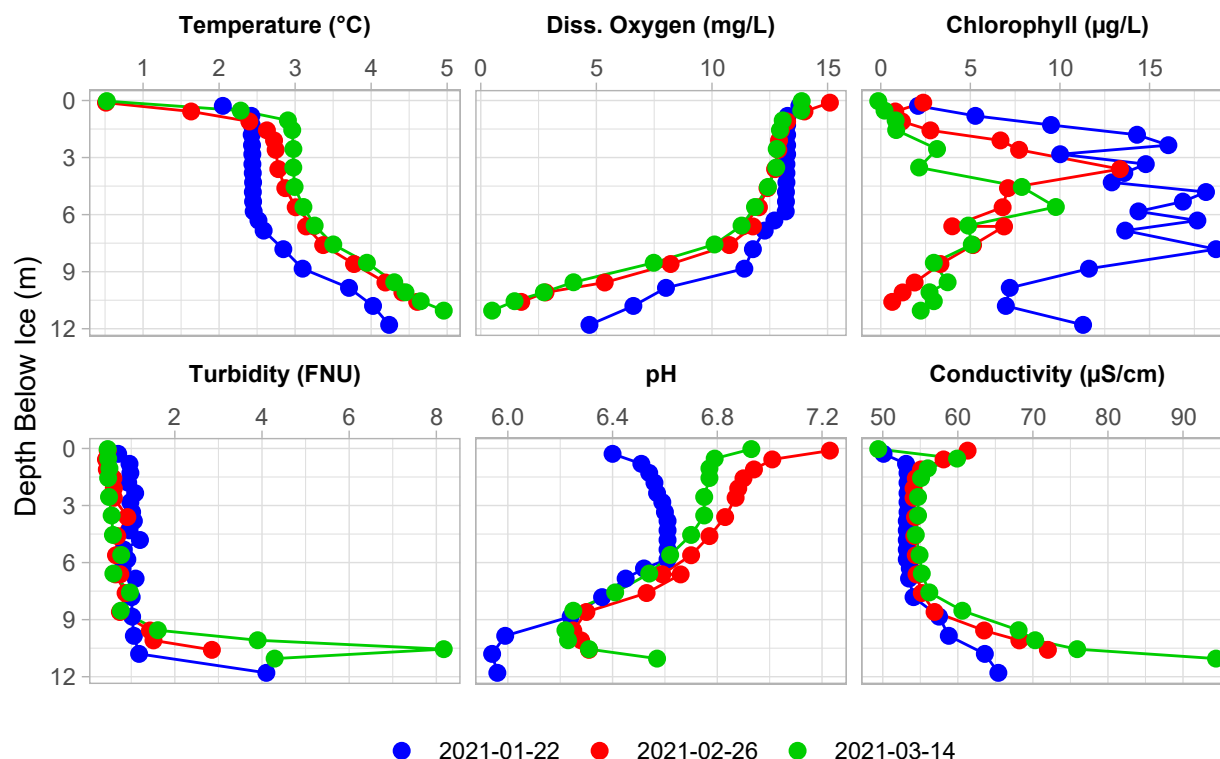 Temperature (°C) Diss. Oxygen (mg/L) Chlorophyll (µg/L)
1 2 3 4 5 0 5 10 15 0 5 10 15
0
3
6
9
12
Depth Below Ice (m)
Turbidity (FNU) pH Conductivity (µS/cm)
2 4 6 8 6.0 6.4 6.8 7.2 50 60 70 80 90
0
3
6
9
12
2021-01-22 2021-02-26 2021-03-14